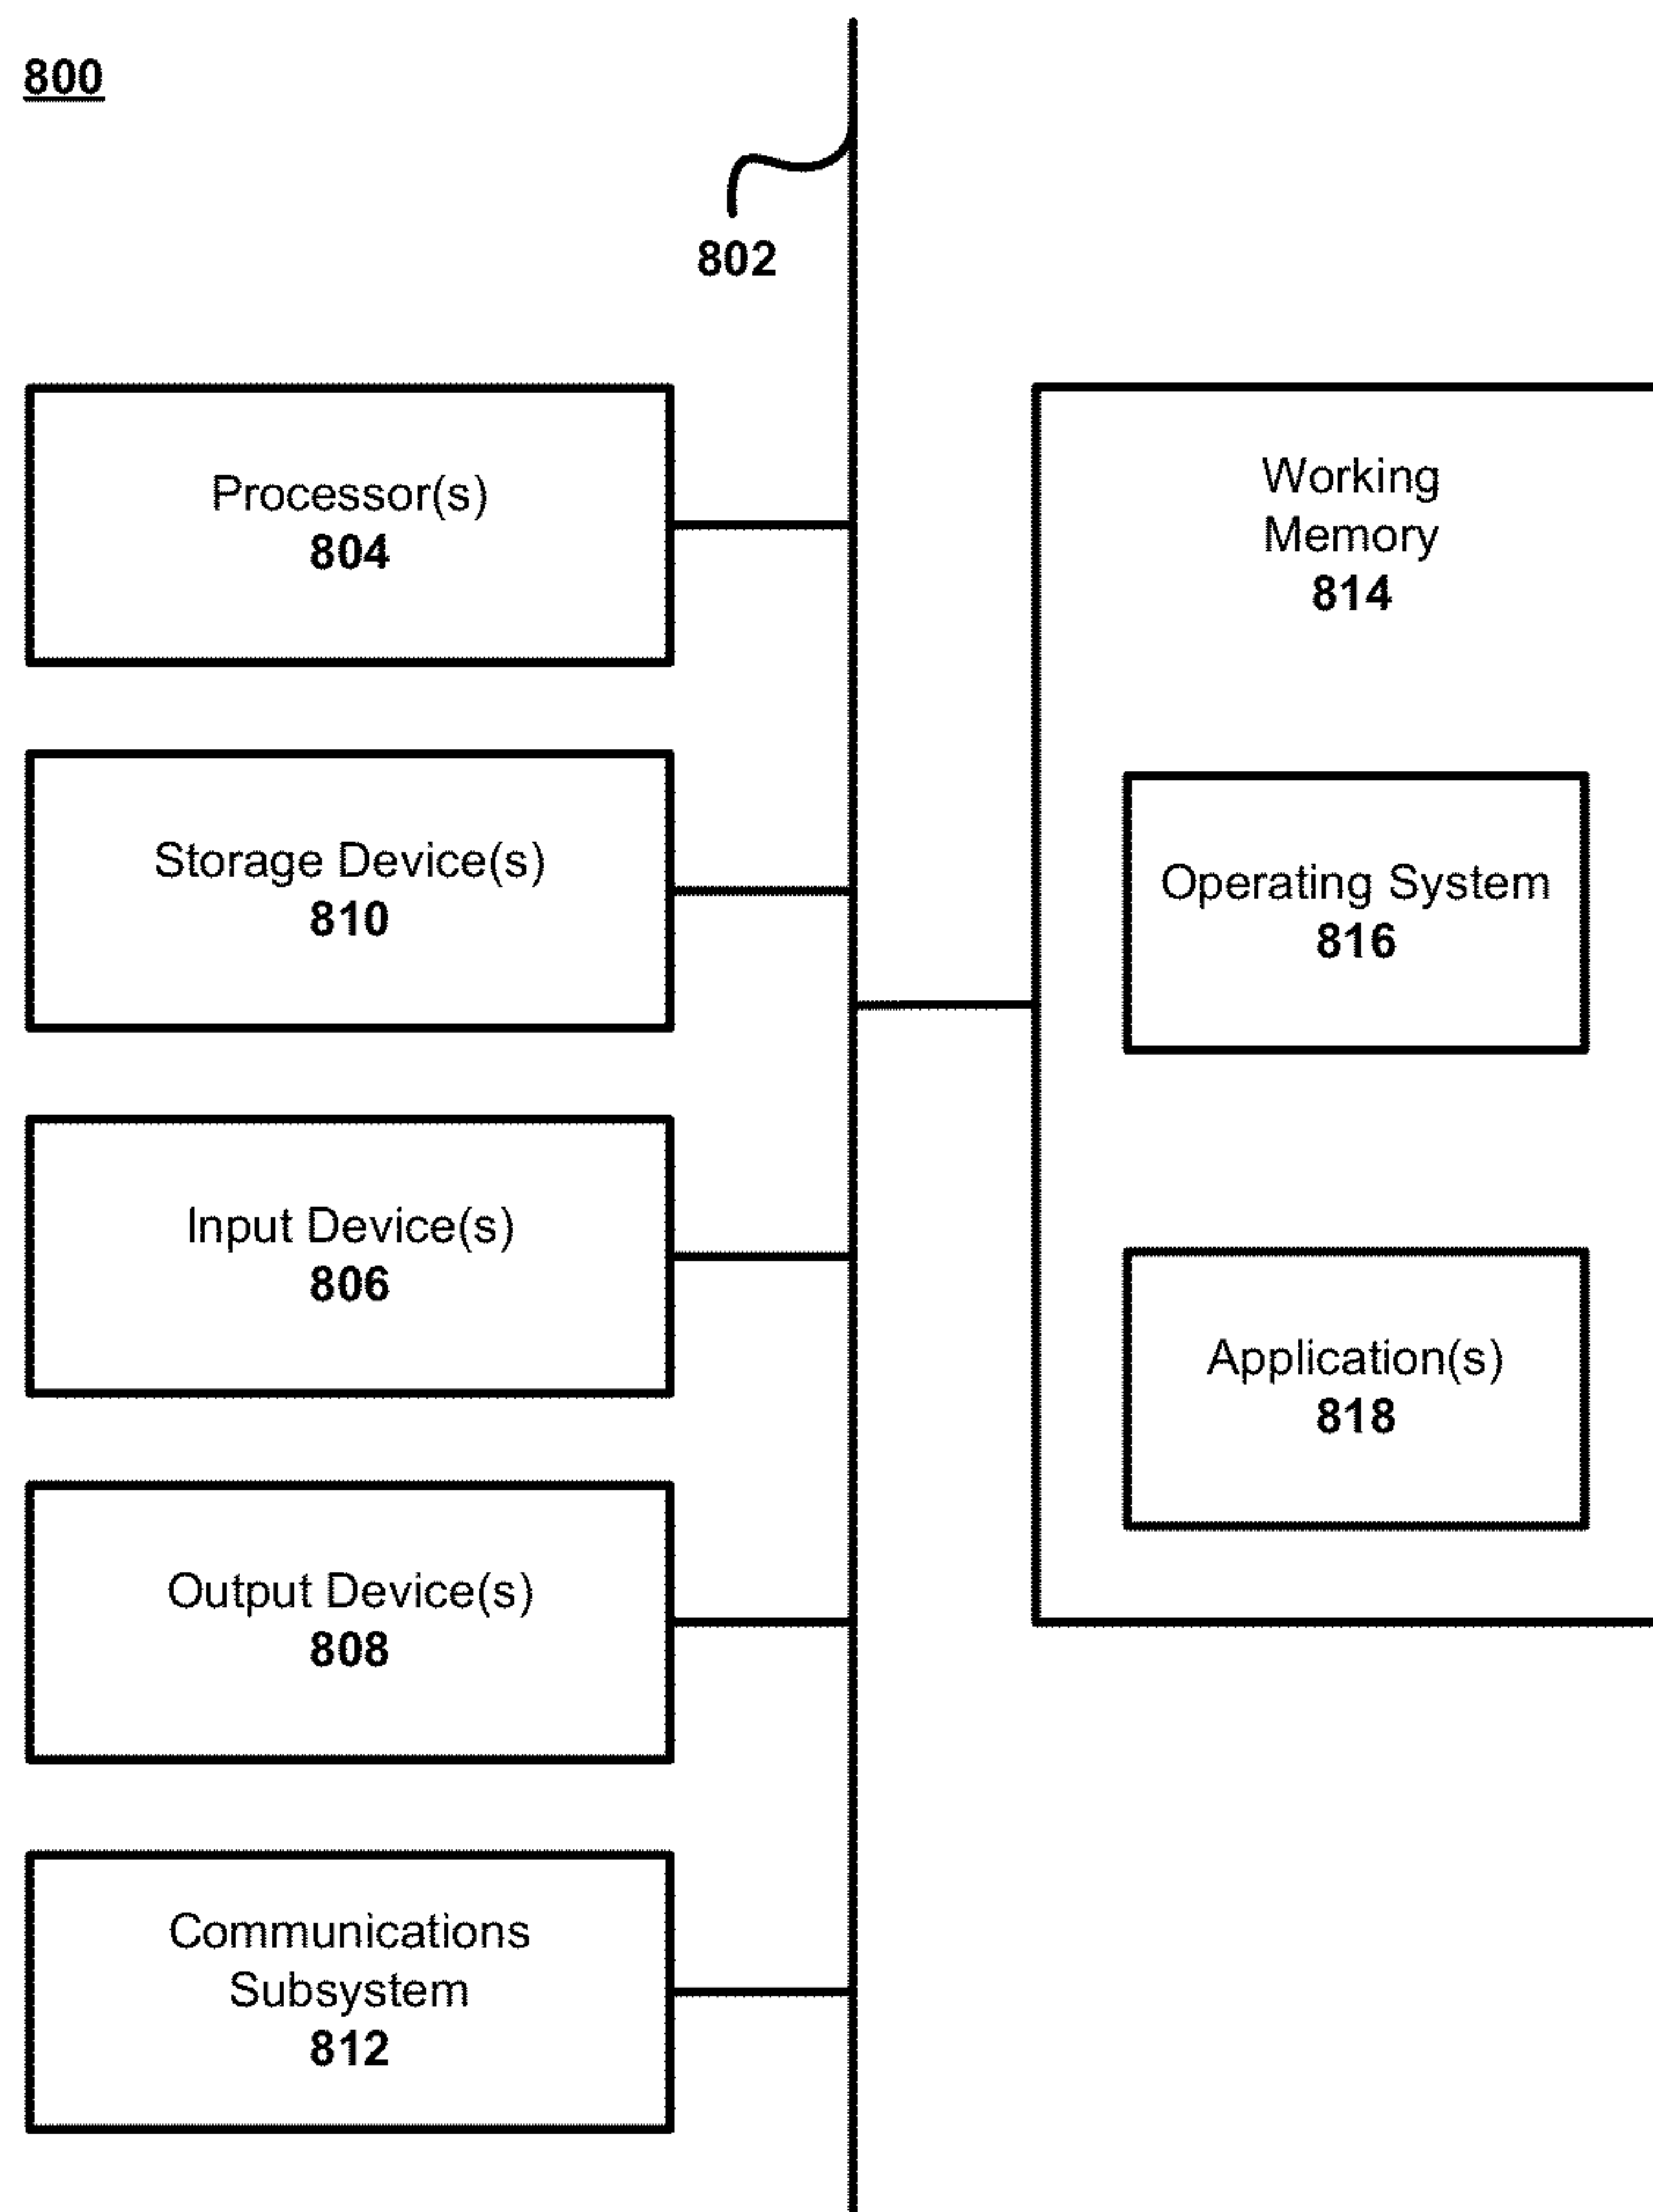 800
802
Processor(s)
804
Storage Device(s)
810
Input Device(s)
806
Output Device(s)
808
Communications
Subsystem
812
Working
Memory
814
Operating System
816
Application(s)
818